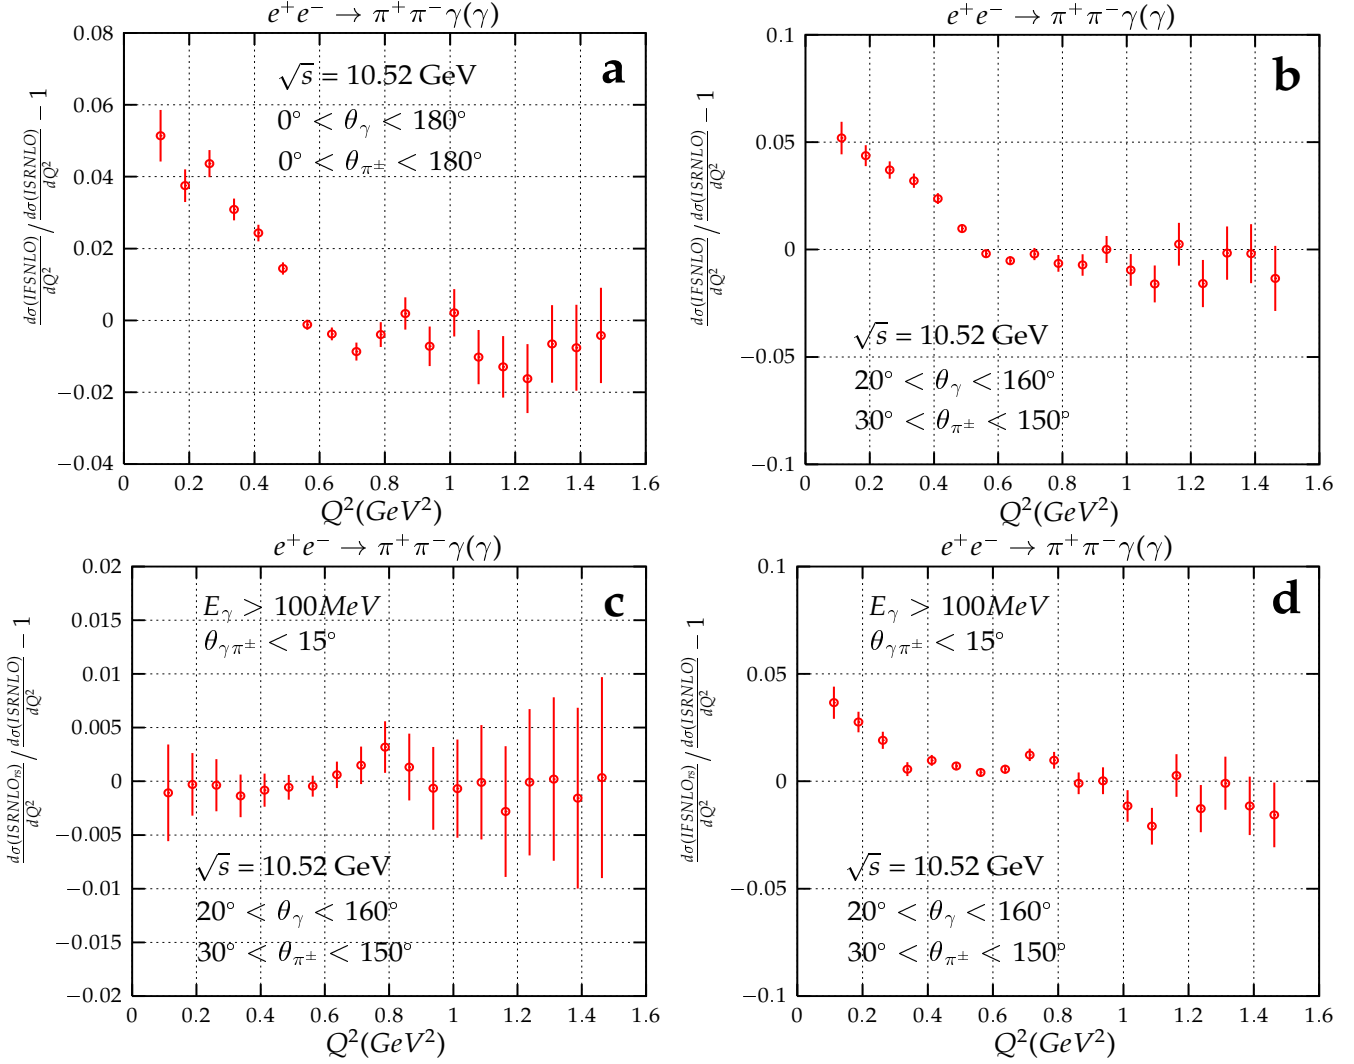 e⁺e⁻ → π⁺π⁻γ(γ)
a
√s = 10.52 GeV
0° < θγ < 180°
0° < θπ± < 180°
dσ(IFSNLO)/dQ² / dσ(ISRNLO)/dQ² − 1
0.08
0.06
0.04
0.02
0
−0.02
−0.04
0 0.2 0.4 0.6 0.8 1 1.2 1.4 1.6
Q²(GeV²)
e⁺e⁻ → π⁺π⁻γ(γ)
b
dσ(IFSNLO)/dQ² / dσ(ISRNLO)/dQ² − 1
0.1
0.05
0
−0.05
−0.1
√s = 10.52 GeV
20° < θγ < 160°
30° < θπ± < 150°
0 0.2 0.4 0.6 0.8 1 1.2 1.4 1.6
Q²(GeV²)
e⁺e⁻ → π⁺π⁻γ(γ)
c
Eγ > 100MeV
θγπ± < 15°
dσ(ISRNLOrs)/dQ² / dσ(ISRNLO)/dQ² − 1
0.02
0.015
0.01
0.005
0
−0.005
−0.01
−0.015
−0.02
√s = 10.52 GeV
20° < θγ < 160°
30° < θπ± < 150°
0 0.2 0.4 0.6 0.8 1 1.2 1.4 1.6
Q²(GeV²)
e⁺e⁻ → π⁺π⁻γ(γ)
d
Eγ > 100MeV
θγπ± < 15°
dσ(IFSNLOrs)/dQ² / dσ(ISRNLO)/dQ² − 1
0.1
0.05
0
−0.05
−0.1
√s = 10.52 GeV
20° < θγ < 160°
30° < θπ± < 150°
0 0.2 0.4 0.6 0.8 1 1.2 1.4 1.6
Q²(GeV²)